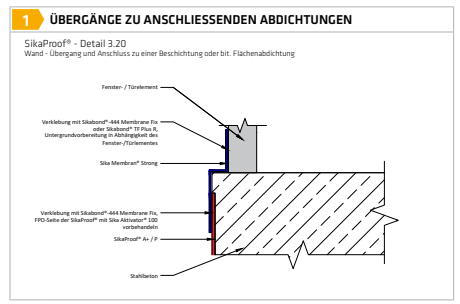 1 ÜBERGÄNGE ZU ANSCHLIESSENDEN ABDICHTUNGEN
SikaProof® - Detail 3.20
Wand - Übergang und Anschluss zu einer Beschichtung oder bit. Flächenabdichtung
Fenster- / Türelement
Verklebung mit Sikabond®-444 Membrane Fix
oder Sikabond® TF Plus R,
Untergrundvorbereitung in Abhängigkeit des
Fenster-/Türlementes
Sika Membran® Strong
Verklebung mit Sikabond®-444 Membrane Fix,
FPO-Seite der SikaProof® mit Sika Aktivator® 100
vorbehandeln
SikaProof® A+ / P
Stahlbeton